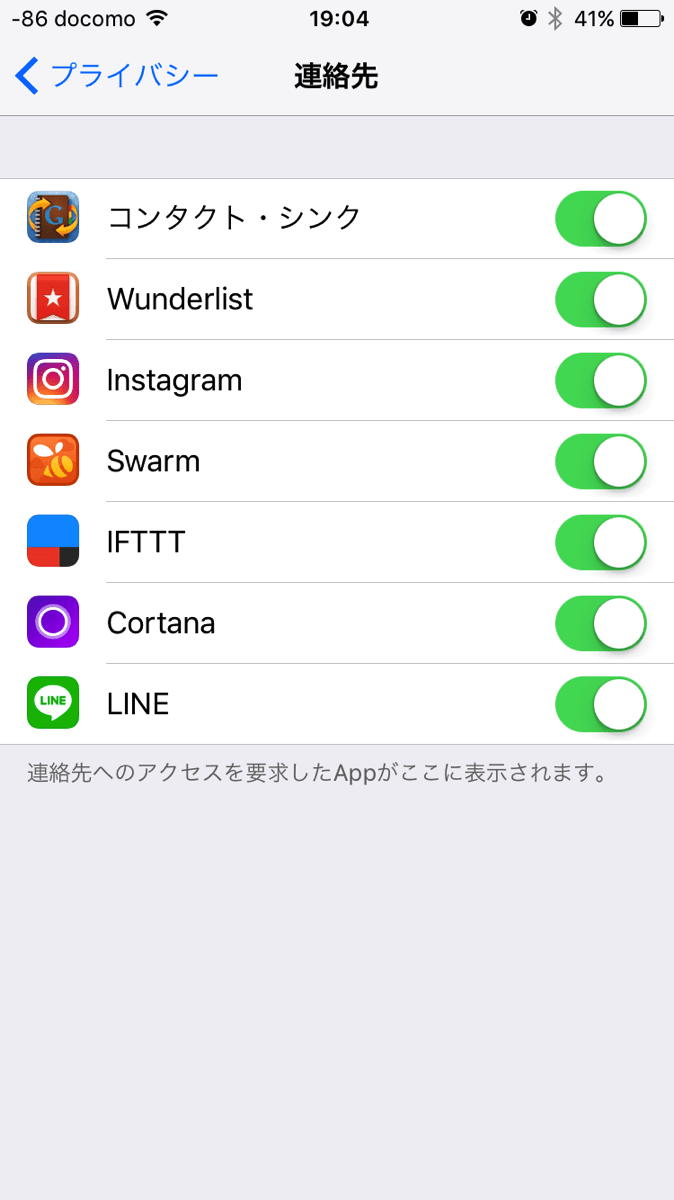 -86 docomo 19:04 41%
プライバシー 連絡先
コンタクト・シンク
Wunderlist
Instagram
Swarm
IFTTT
Cortana
LINE
LINE
連絡先へのアクセスを要求したAppがここに表示されます。